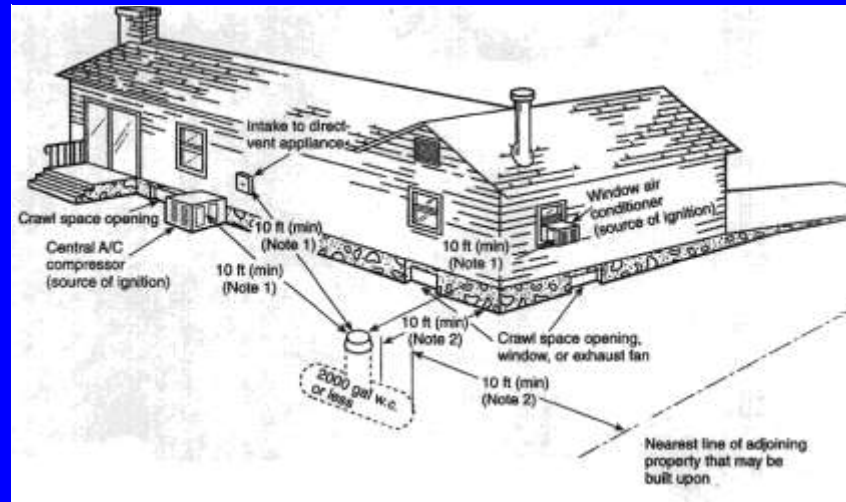 Intake to direct-
vent appliance
Crawl space opening
Central A/C
compressor
(source of ignition)
10 ft (min)
(Note 1)
10 ft (min)
(Note 1)
Window air
conditioner
(source of ignition)
10 ft (min)
(Note 1)
10 ft (min)
(Note 2)
Crawl space opening,
window, or exhaust fan
2000 gal w.c.
or less
10 ft (min)
(Note 2)
Nearest line of adjoining
property that may be
built upon